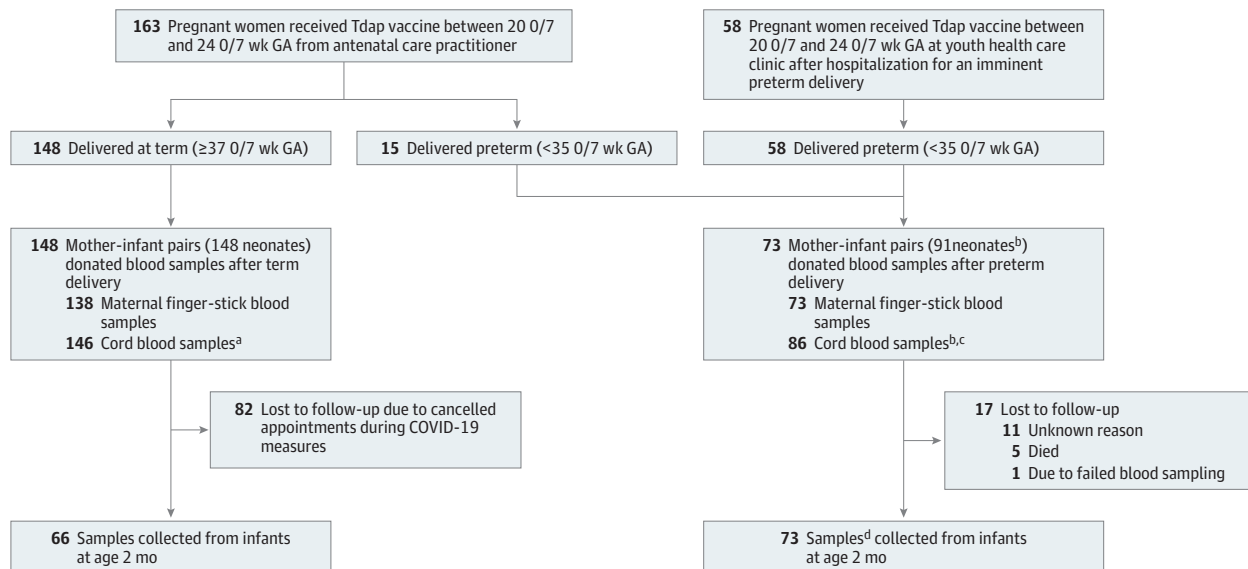 163 Pregnant women received Tdap vaccine between 20 0/7
and 24 0/7 wk GA from antenatal care practitioner
58 Pregnant women received Tdap vaccine between
20 0/7 and 24 0/7 wk GA at youth health care
clinic after hospitalization for an imminent
preterm delivery
148 Delivered at term (≥37 0/7 wk GA)
15 Delivered preterm (<35 0/7 wk GA)
58 Delivered preterm (<35 0/7 wk GA)
148 Mother-infant pairs (148 neonates)
donated blood samples after term
delivery
138 Maternal finger-stick blood
samples
146 Cord blood samplesᵃ
73 Mother-infant pairs (91neonatesᵇ)
donated blood samples after preterm
delivery
73 Maternal finger-stick blood
samples
86 Cord blood samplesᵇ,ᶜ
82 Lost to follow-up due to cancelled
appointments during COVID-19
measures
17 Lost to follow-up
11 Unknown reason
5 Died
1 Due to failed blood sampling
66 Samples collected from infants
at age 2 mo
73 Samplesᵈ collected from infants
at age 2 mo